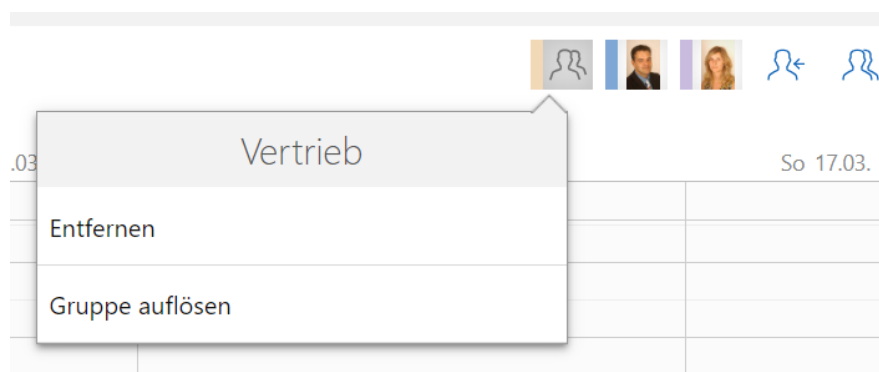 Vertrieb
.03
So 17.03.
Entfernen
Gruppe auflösen